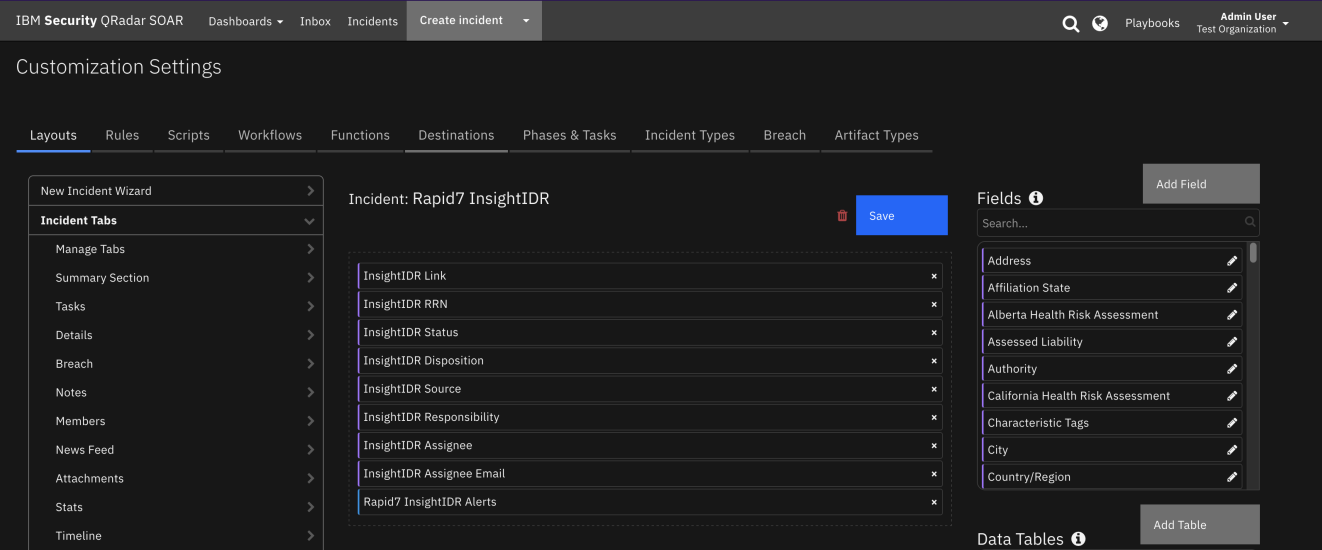 IBM Security QRadar SOAR Dashboards Inbox Incidents Create incident Playbooks Admin User
Test Organization
Customization Settings
Layouts Rules Scripts Workflows Functions Destinations Phases & Tasks Incident Types Breach Artifact Types
New Incident Wizard
Incident Tabs
Manage Tabs
Summary Section
Tasks
Details
Breach
Notes
Members
News Feed
Attachments
Stats
Timeline
Incident: Rapid7 InsightIDR
Save
InsightIDR Link
InsightIDR RRN
InsightIDR Status
InsightIDR Disposition
InsightIDR Source
InsightIDR Responsibility
InsightIDR Assignee
InsightIDR Assignee Email
Rapid7 InsightIDR Alerts
Add Field
Fields
Search...
Address
Affiliation State
Alberta Health Risk Assessment
Assessed Liability
Authority
California Health Risk Assessment
Characteristic Tags
City
Country/Region
Add Table
Data Tables